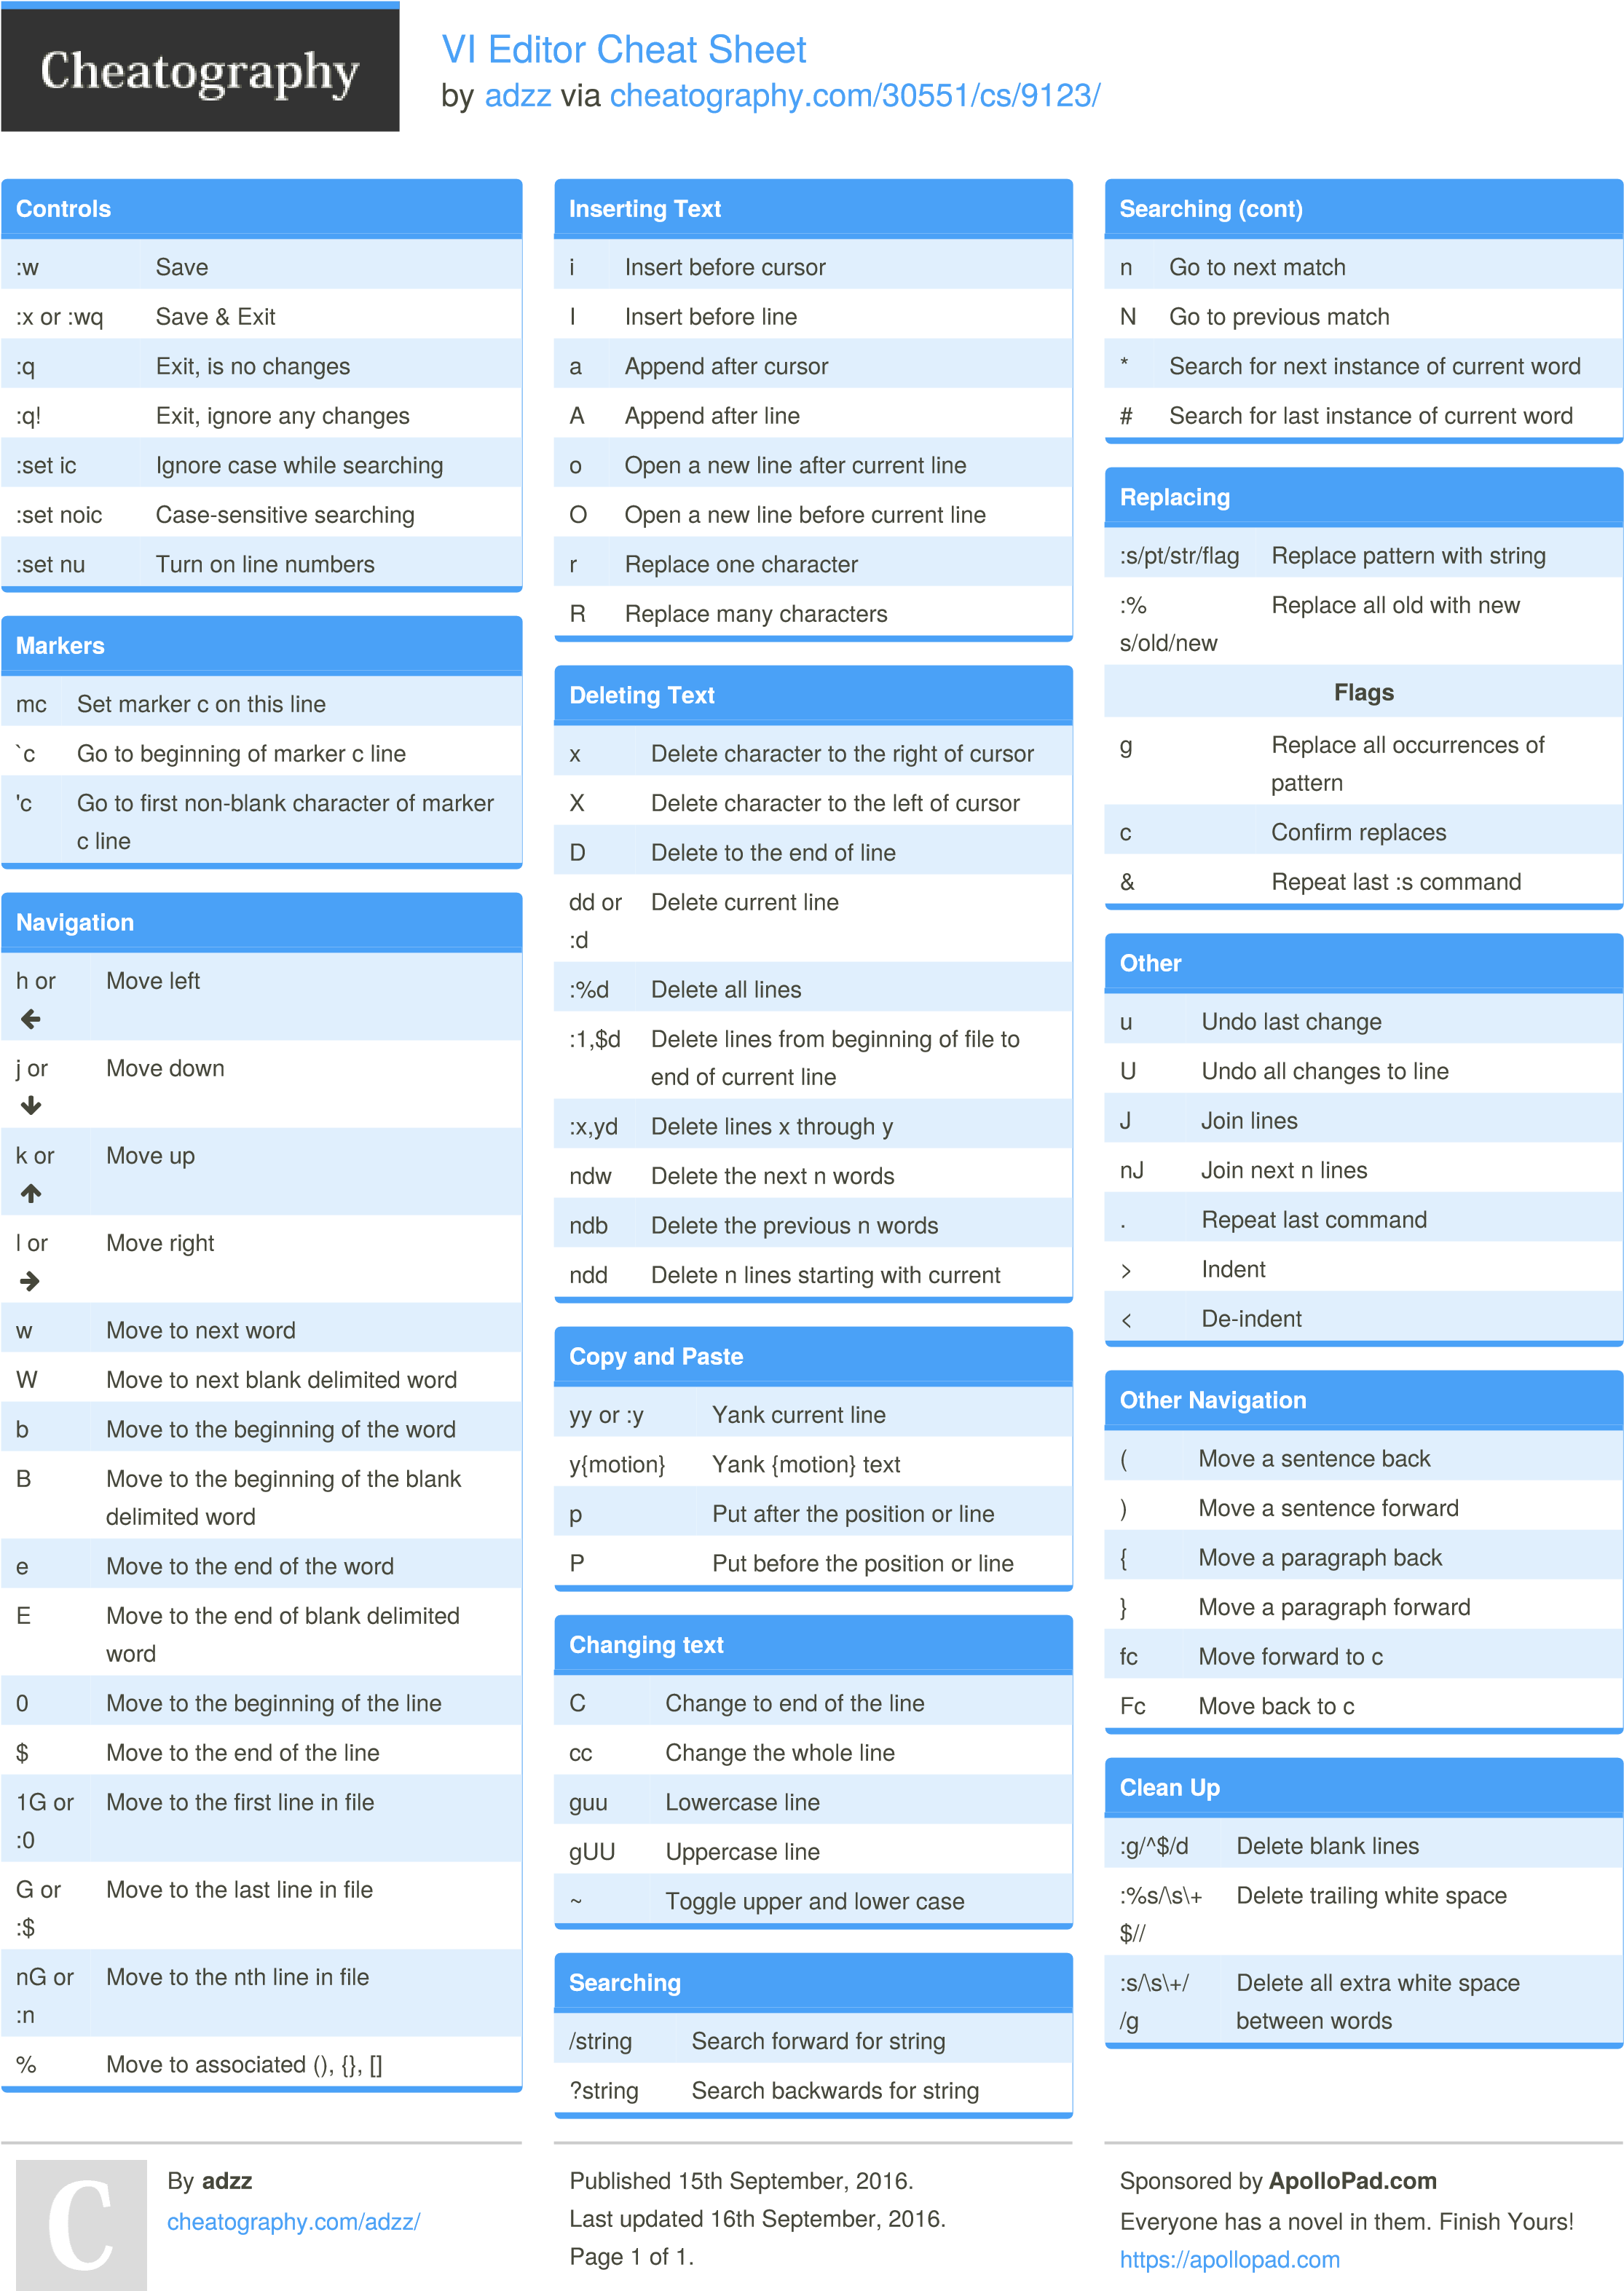 Cheatography
VI Editor Cheat Sheet
by adzz via cheatography.com/30551/cs/9123/
Controls
:w Save
:x or :wq Save & Exit
:q Exit, is no changes
:q! Exit, ignore any changes
:set ic Ignore case while searching
:set noic Case-sensitive searching
:set nu Turn on line numbers
Markers
mc Set marker c on this line
`c Go to beginning of marker c line
'c Go to first non-blank character of marker
c line
Navigation
h or Move left
←
j or Move down
↓
k or Move up
↑
l or Move right
→
w Move to next word
W Move to next blank delimited word
b Move to the beginning of the word
B Move to the beginning of the blank
delimited word
e Move to the end of the word
E Move to the end of blank delimited
word
0 Move to the beginning of the line
$ Move to the end of the line
1G or Move to the first line in file
:0
G or Move to the last line in file
:$
nG or Move to the nth line in file
:n
% Move to associated (), {}, []
Inserting Text
i Insert before cursor
I Insert before line
a Append after cursor
A Append after line
o Open a new line after current line
O Open a new line before current line
r Replace one character
R Replace many characters
Deleting Text
x Delete character to the right of cursor
X Delete character to the left of cursor
D Delete to the end of line
dd or Delete current line
:d
:%d Delete all lines
:1,$d Delete lines from beginning of file to
end of current line
:x,yd Delete lines x through y
ndw Delete the next n words
ndb Delete the previous n words
ndd Delete n lines starting with current
Copy and Paste
yy or :y Yank current line
y{motion} Yank {motion} text
p Put after the position or line
P Put before the position or line
Changing text
C Change to end of the line
cc Change the whole line
guu Lowercase line
gUU Uppercase line
~ Toggle upper and lower case
Searching
/string Search forward for string
?string Search backwards for string
Searching (cont)
n Go to next match
N Go to previous match
* Search for next instance of current word
# Search for last instance of current word
Replacing
:s/pt/str/flag Replace pattern with string
:% Replace all old with new
s/old/new
Flags
g Replace all occurrences of
pattern
c Confirm replaces
& Repeat last :s command
Other
u Undo last change
U Undo all changes to line
J Join lines
nJ Join next n lines
. Repeat last command
> Indent
< De-indent
Other Navigation
( Move a sentence back
) Move a sentence forward
{ Move a paragraph back
} Move a paragraph forward
fc Move forward to c
Fc Move back to c
Clean Up
:g/^$/d Delete blank lines
:%s/\s\+ Delete trailing white space
$//
:s/\s\+/ Delete all extra white space
/g between words
C
By adzz
cheatography.com/adzz/
Published 15th September, 2016.
Last updated 16th September, 2016.
Page 1 of 1.
Sponsored by ApolloPad.com
Everyone has a novel in them. Finish Yours!
https://apollopad.com